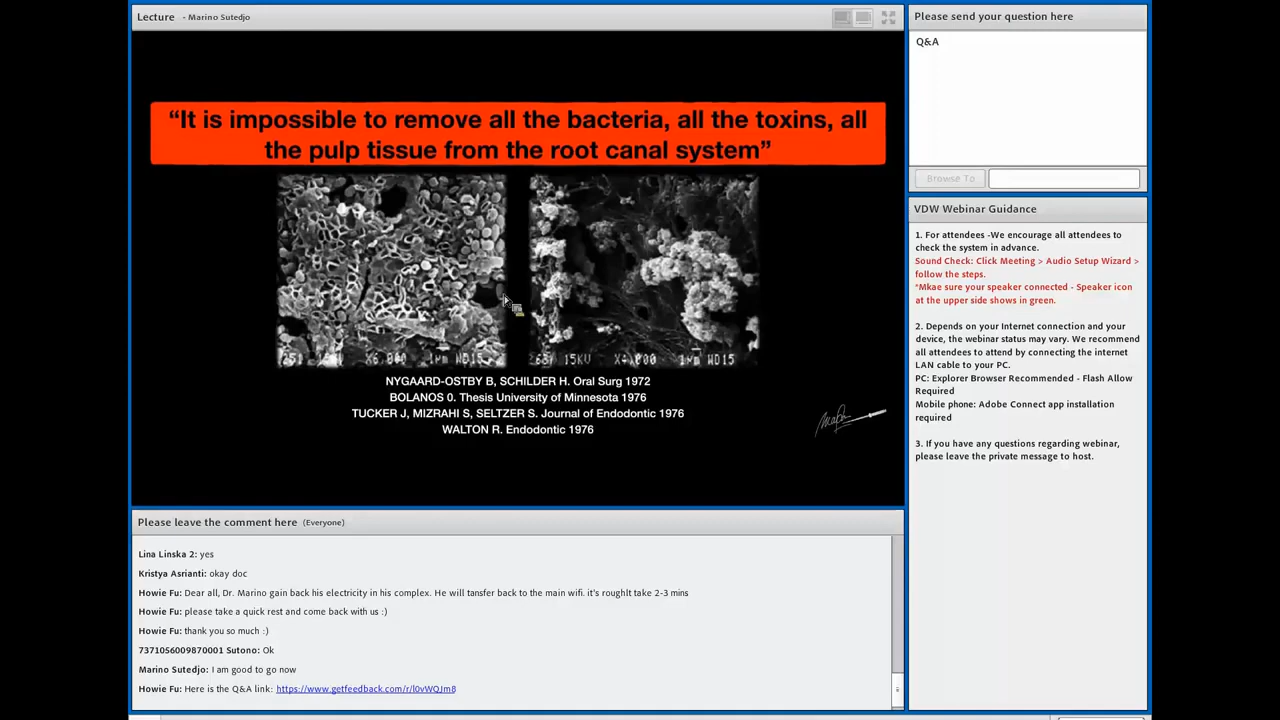 Lecture - Marino Sutedjo
“It is impossible to remove all the bacteria, all the toxins, all
the pulp tissue from the root canal system”
X6,000 1µm WD15
15KV X4,000 1µm WD15
NYGAARD-OSTBY B, SCHILDER H. Oral Surg 1972
BOLANOS 0. Thesis University of Minnesota 1976
TUCKER J, MIZRAHI S, SELTZER S. Journal of Endodontic 1976
WALTON R. Endodontic 1976
Please leave the comment here (Everyone)
Lina Linska 2: yes
Kristya Asrianti: okay doc
Howie Fu: Dear all, Dr. Marino gain back his electricity in his complex. He will tansfer back to the main wifi. it's roughlt take 2-3 mins
Howie Fu: please take a quick rest and come back with us :)
Howie Fu: thank you so much :)
7371056009870001 Sutono: Ok
Marino Sutedjo: I am good to go now
Howie Fu: Here is the Q&A link: https://www.getfeedback.com/r/l0vWQJm8
Please send your question here
Q&A
Browse To
VDW Webinar Guidance
1. For attendees -We encourage all attendees to
check the system in advance.
Sound Check: Click Meeting > Audio Setup Wizard >
follow the steps.
*Mkae sure your speaker connected - Speaker icon
at the upper side shows in green.
2. Depends on your Internet connection and your
device, the webinar status may vary. We recommend
all attendees to attend by connecting the internet
LAN cable to your PC.
PC: Explorer Browser Recommended - Flash Allow
Required
Mobile phone: Adobe Connect app installation
required
3. If you have any questions regarding webinar,
please leave the private message to host.